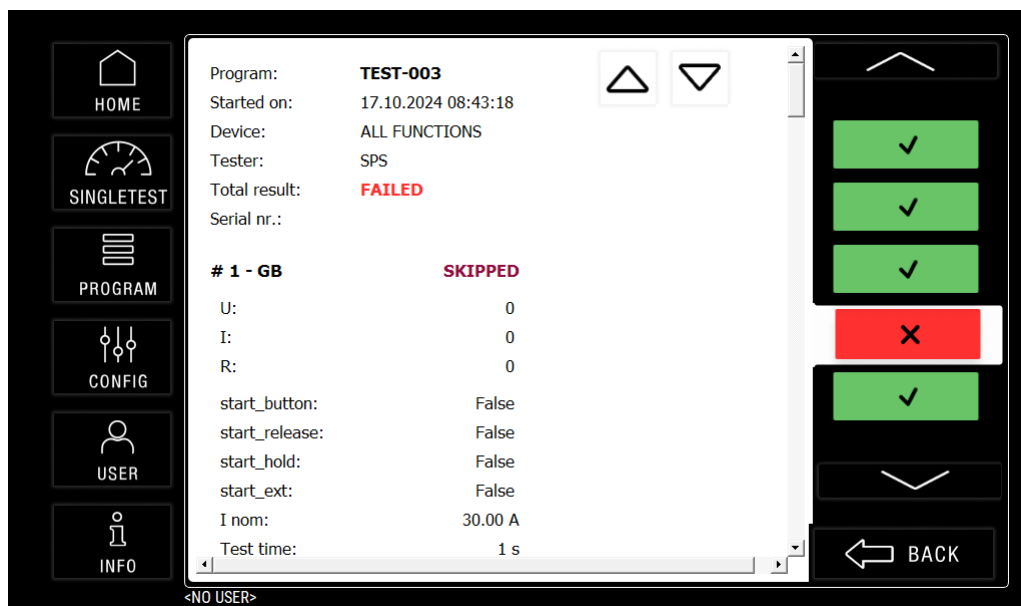 HOME
SINGLETEST
PROGRAM
CONFIG
USER
INFO
Program: TEST-003
Started on: 17.10.2024 08:43:18
Device: ALL FUNCTIONS
Tester: SPS
Total result: FAILED
Serial nr.:
# 1 - GB SKIPPED
U: 0
I: 0
R: 0
start_button: False
start_release: False
start_hold: False
start_ext: False
I nom: 30.00 A
Test time: 1 s
BACK
<NO USER>